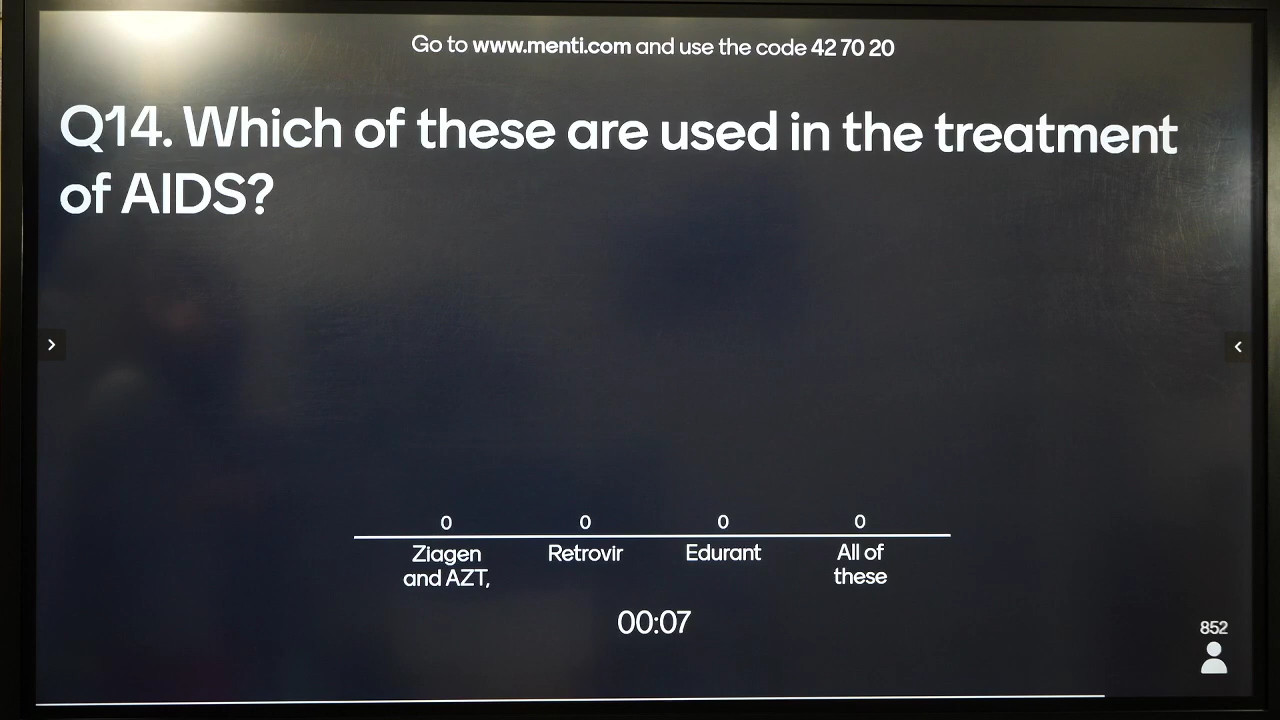 Go to www.menti.com and use the code 42 70 20
Q14. Which of these are used in the treatment
of AIDS?
0 0 0 0
Ziagen Retrovir Edurant All of
and AZT, these
00:07
852